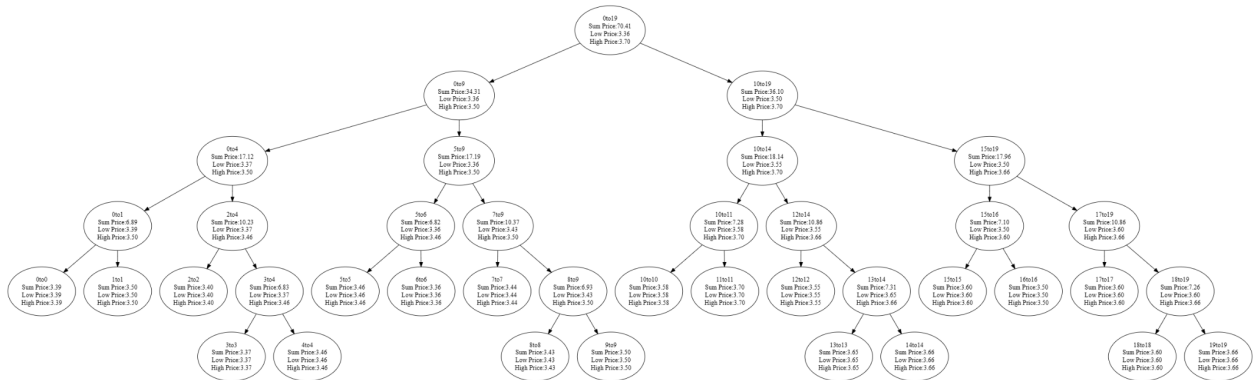 0to19
Sum Price:70.41
Low Price:3.36
High Price:3.70
0to9
Sum Price:34.31
Low Price:3.36
High Price:3.50
10to19
Sum Price:36.10
Low Price:3.50
High Price:3.70
0to4
Sum Price:17.12
Low Price:3.37
High Price:3.50
5to9
Sum Price:17.19
Low Price:3.36
High Price:3.50
10to14
Sum Price:18.14
Low Price:3.55
High Price:3.70
15to19
Sum Price:17.96
Low Price:3.50
High Price:3.66
0to1
Sum Price:6.89
Low Price:3.39
High Price:3.50
2to4
Sum Price:10.23
Low Price:3.37
High Price:3.46
5to6
Sum Price:6.82
Low Price:3.36
High Price:3.46
7to9
Sum Price:10.37
Low Price:3.43
High Price:3.50
10to11
Sum Price:7.28
Low Price:3.58
High Price:3.70
12to14
Sum Price:10.86
Low Price:3.55
High Price:3.66
15to16
Sum Price:7.10
Low Price:3.50
High Price:3.60
17to19
Sum Price:10.86
Low Price:3.60
High Price:3.66
0to0
Sum Price:3.39
Low Price:3.39
High Price:3.39
1to1
Sum Price:3.50
Low Price:3.50
High Price:3.50
2to2
Sum Price:3.40
Low Price:3.40
High Price:3.40
3to4
Sum Price:6.83
Low Price:3.37
High Price:3.46
5to5
Sum Price:3.46
Low Price:3.46
High Price:3.46
6to6
Sum Price:3.36
Low Price:3.36
High Price:3.36
7to7
Sum Price:3.44
Low Price:3.44
High Price:3.44
8to9
Sum Price:6.93
Low Price:3.43
High Price:3.50
10to10
Sum Price:3.58
Low Price:3.58
High Price:3.58
11to11
Sum Price:3.70
Low Price:3.70
High Price:3.70
12to12
Sum Price:3.55
Low Price:3.55
High Price:3.55
13to14
Sum Price:7.31
Low Price:3.65
High Price:3.66
15to15
Sum Price:3.60
Low Price:3.60
High Price:3.60
16to16
Sum Price:3.50
Low Price:3.50
High Price:3.50
17to17
Sum Price:3.60
Low Price:3.60
High Price:3.60
18to19
Sum Price:7.26
Low Price:3.60
High Price:3.66
3to3
Sum Price:3.37
Low Price:3.37
High Price:3.37
4to4
Sum Price:3.46
Low Price:3.46
High Price:3.46
8to8
Sum Price:3.43
Low Price:3.43
High Price:3.43
9to9
Sum Price:3.50
Low Price:3.50
High Price:3.50
13to13
Sum Price:3.65
Low Price:3.65
High Price:3.65
14to14
Sum Price:3.66
Low Price:3.66
High Price:3.66
18to18
Sum Price:3.60
Low Price:3.60
High Price:3.60
19to19
Sum Price:3.66
Low Price:3.66
High Price:3.66